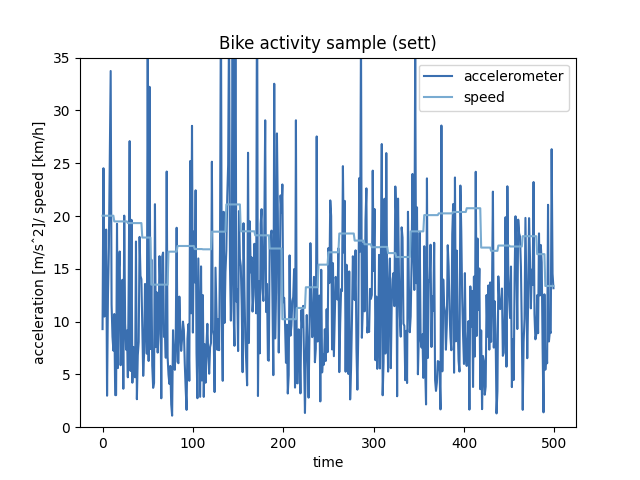 Bike activity sample (sett)
accelerometer
speed
35
30
25
20
15
10
5
0
acceleration [m/sˆ2]/ speed [km/h]
0 100 200 300 400 500
time